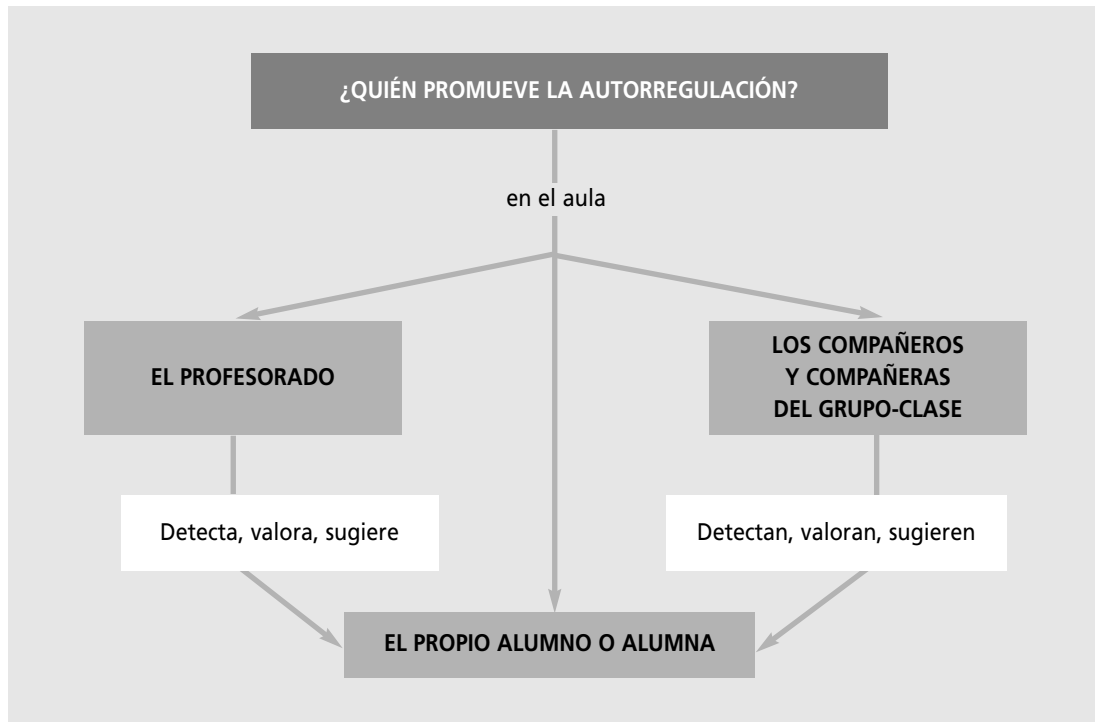 ¿QUIÉN PROMUEVE LA AUTORREGULACIÓN?
en el aula
EL PROFESORADO
LOS COMPAÑEROS
Y COMPAÑERAS
DEL GRUPO-CLASE
Detecta, valora, sugiere
Detectan, valoran, sugieren
EL PROPIO ALUMNO O ALUMNA